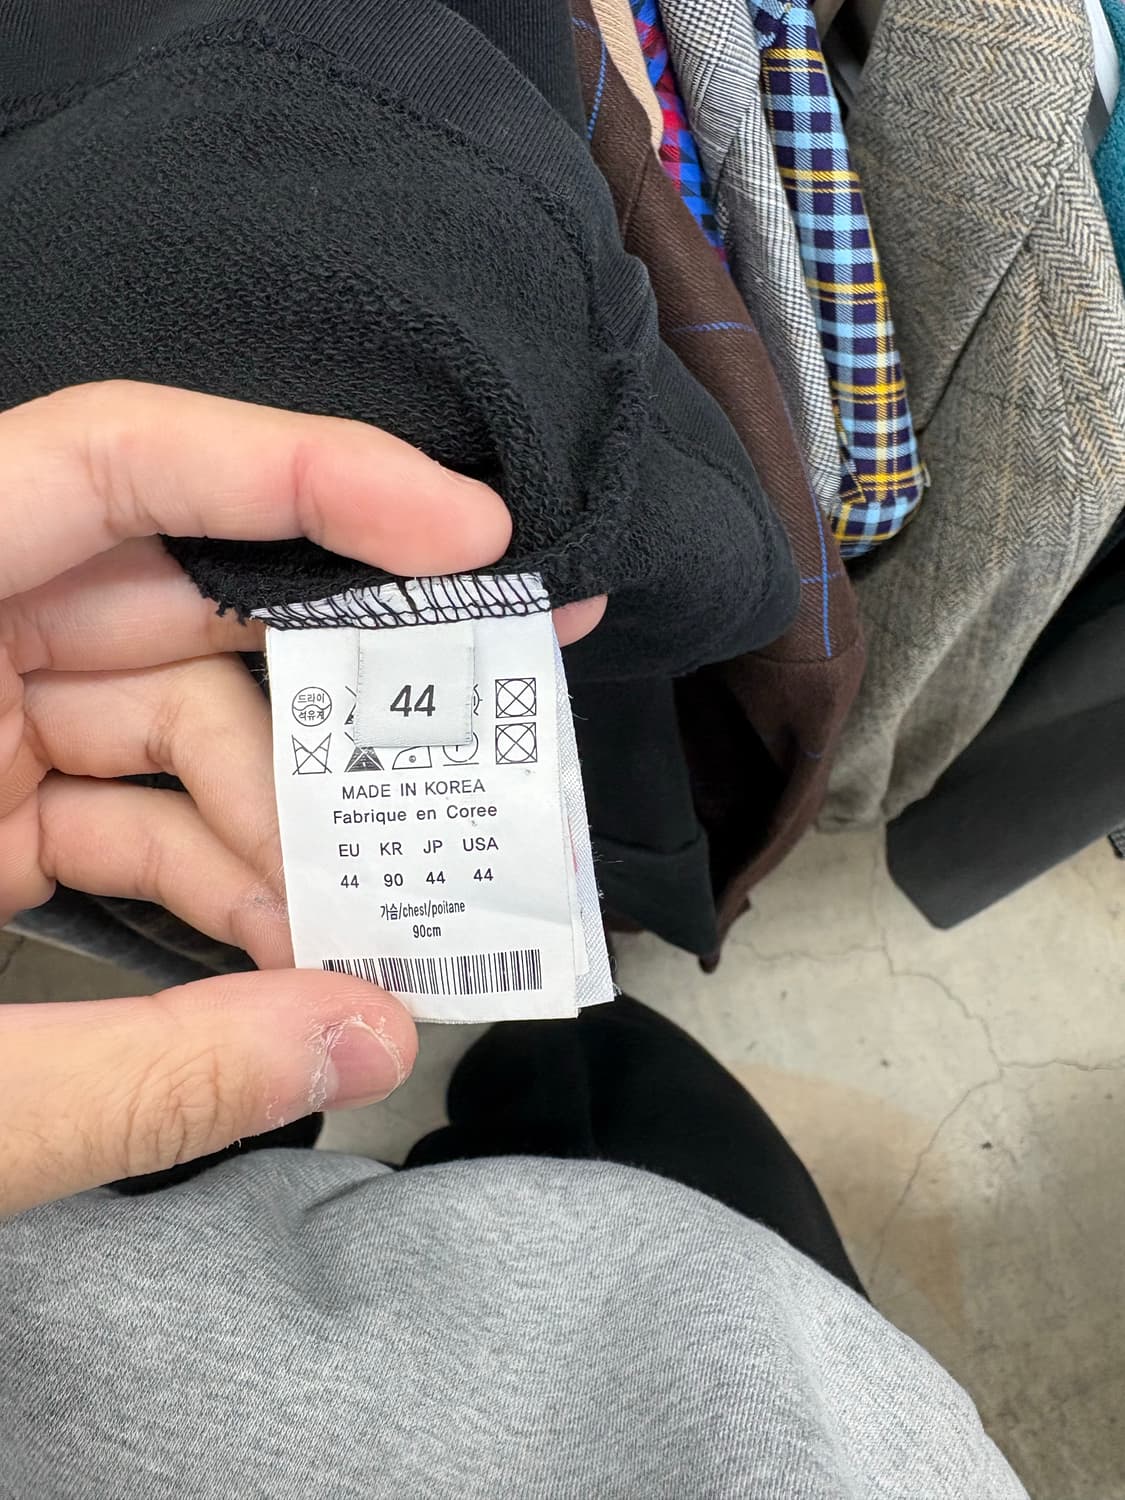 44
드라이
석유계
MADE IN KOREA
Fabrique en Coree
EU KR JP USA
44 90 44 44
가슴/chest/poitane
90cm